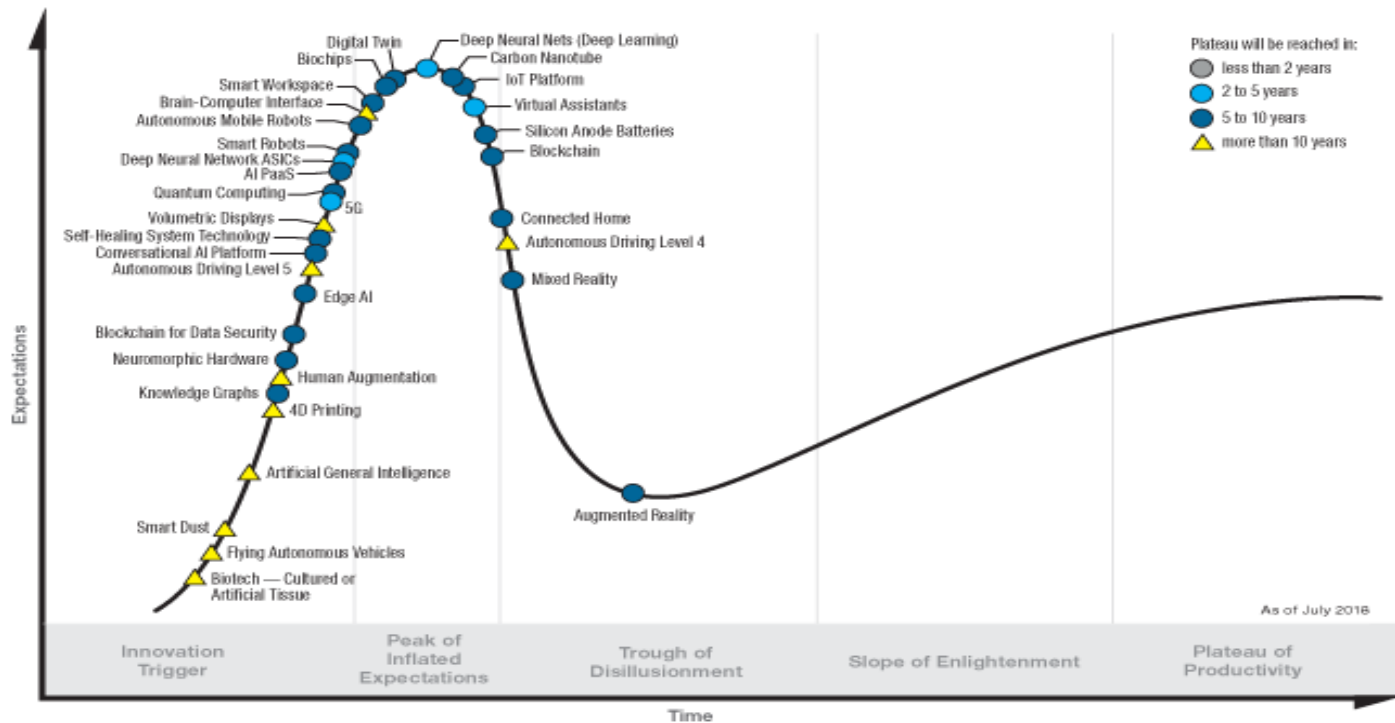 Digital Twin
Biochips
Smart Workspace
Brain-Computer Interface
Autonomous Mobile Robots
Smart Robots
Deep Neural Network ASICs
AI PaaS
Quantum Computing
5G
Volumetric Displays
Self-Healing System Technology
Conversational AI Platform
Autonomous Driving Level 5
Edge AI
Blockchain for Data Security
Neuromorphic Hardware
Human Augmentation
Knowledge Graphs
4D Printing
Artificial General Intelligence
Smart Dust
Flying Autonomous Vehicles
Biotech — Cultured or
Artificial Tissue
Deep Neural Nets (Deep Learning)
Carbon Nanotube
IoT Platform
Virtual Assistants
Silicon Anode Batteries
Blockchain
Connected Home
Autonomous Driving Level 4
Mixed Reality
Augmented Reality
Plateau will be reached in:
less than 2 years
2 to 5 years
5 to 10 years
more than 10 years
As of July 2018
Expectations
Innovation
Trigger
Peak of
Inflated
Expectations
Trough of
Disillusionment
Slope of Enlightenment
Plateau of
Productivity
Time